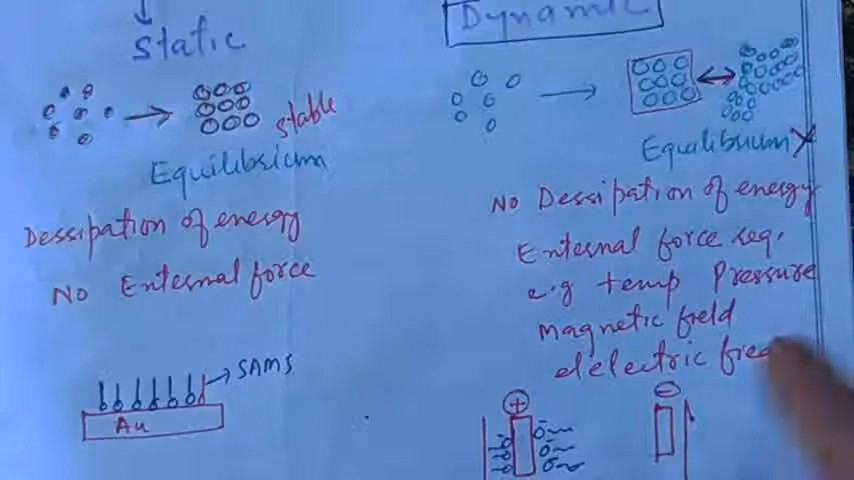 Static
stable
Equilibrium
Dessipation of energy
No External force
SAMS
Au
Dynamic
Equilibrium X
No Dessipation of energy
External force req.
e.g temp Pressure
magnetic field
electric
+
-